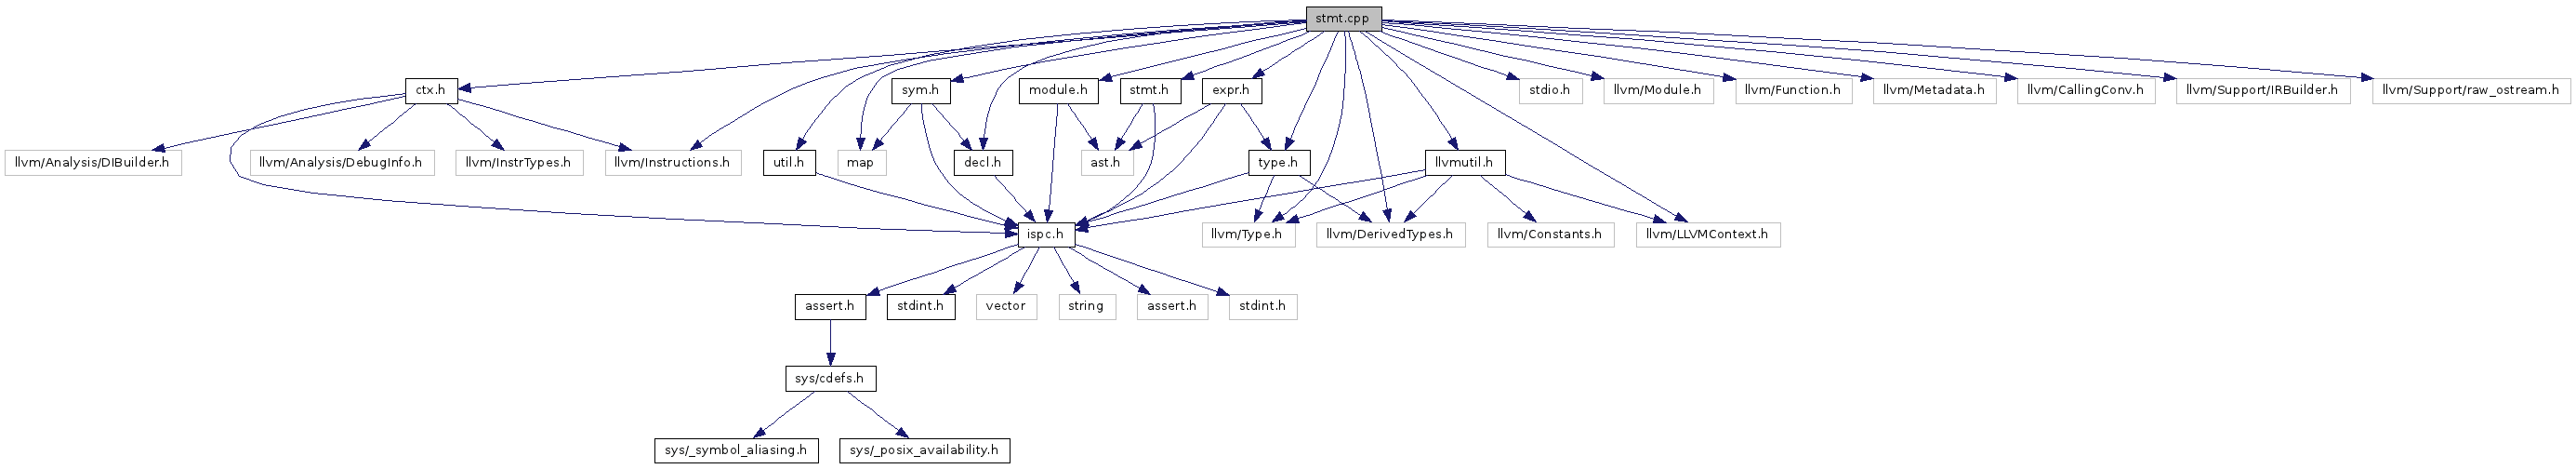 stmt.cpp
ctx.h
sym.h
module.h
stmt.h
expr.h
stdio.h
llvm/Module.h
llvm/Function.h
llvm/Metadata.h
llvm/CallingConv.h
llvm/Support/IRBuilder.h
llvm/Support/raw_ostream.h
llvm/Analysis/DIBuilder.h
llvm/Analysis/DebugInfo.h
llvm/InstrTypes.h
llvm/Instructions.h
util.h
map
decl.h
ast.h
type.h
llvmutil.h
ispc.h
llvm/Type.h
llvm/DerivedTypes.h
llvm/Constants.h
llvm/LLVMContext.h
assert.h
stdint.h
vector
string
assert.h
stdint.h
sys/cdefs.h
sys/_symbol_aliasing.h
sys/_posix_availability.h